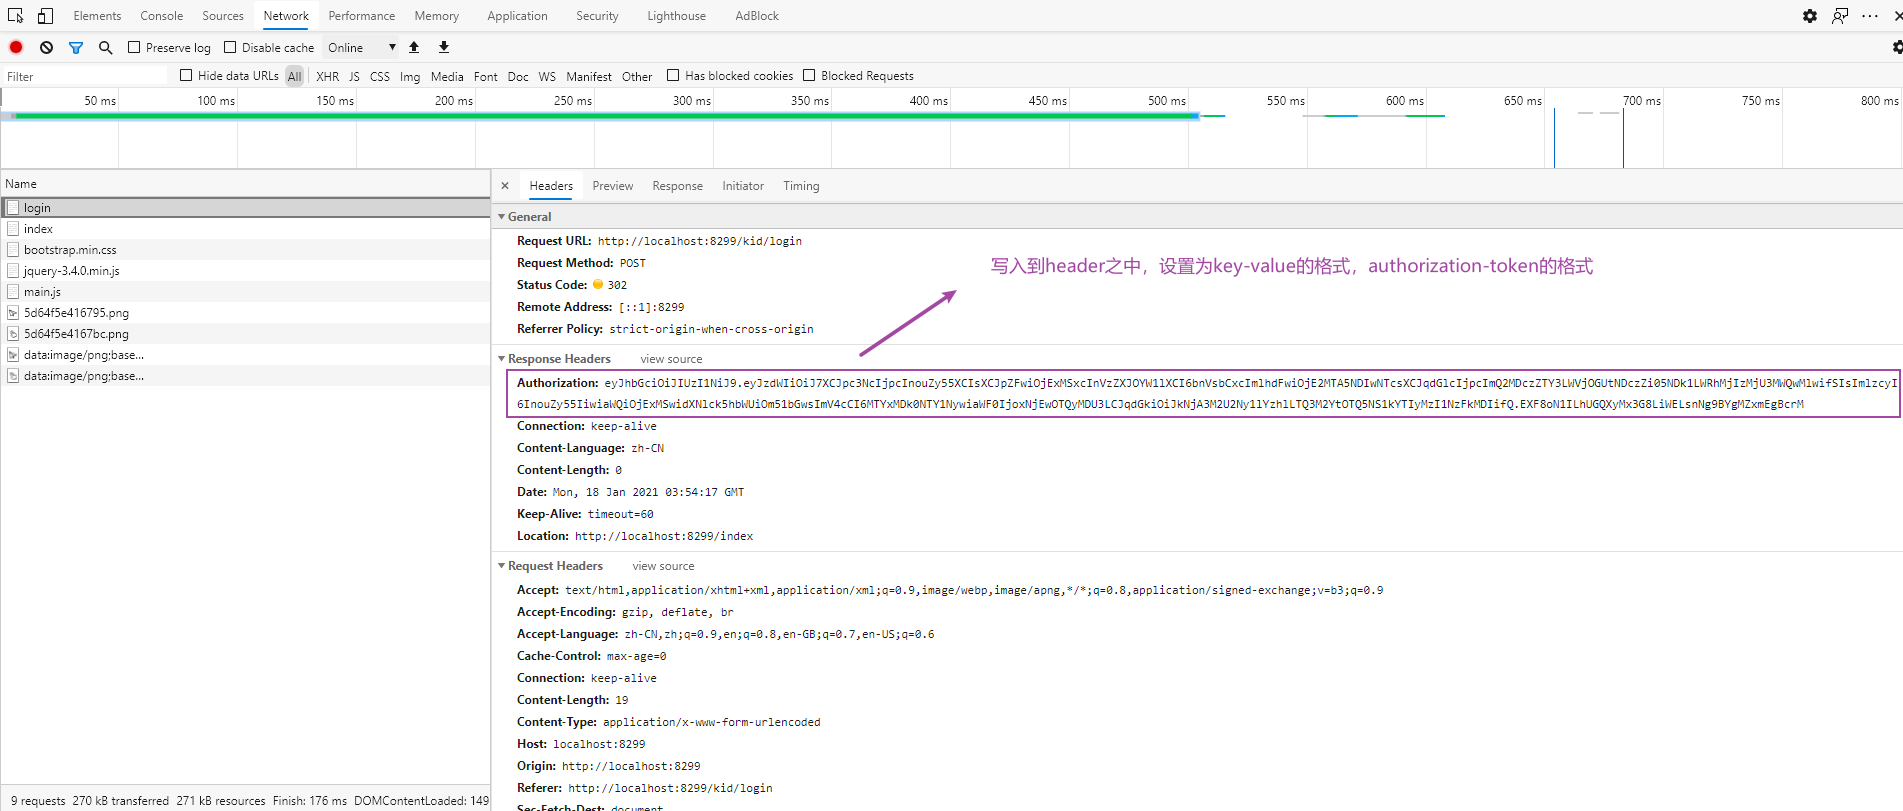 Elements Console Sources Network Performance Memory Application Security Lighthouse AdBlock
Preserve log Disable cache Online
Filter Hide data URLs All XHR JS CSS Img Media Font Doc WS Manifest Other Has blocked cookies Blocked Requests
50 ms 100 ms 150 ms 200 ms 250 ms 300 ms 350 ms 400 ms 450 ms 500 ms 550 ms 600 ms 650 ms 700 ms 750 ms 800 ms
Name
login
index
bootstrap.min.css
jquery-3.4.0.min.js
main.js
5d64f5e416795.png
5d64f5e4167bc.png
data:image/png;base...
data:image/png;base...
9 requests 270 kB transferred 271 kB resources Finish: 176 ms DOMContentLoaded: 149
Headers Preview Response Initiator Timing
General
Request URL: http://localhost:8299/kid/login
Request Method: POST
Status Code: 302
Remote Address: [::1]:8299
Referrer Policy: strict-origin-when-cross-origin
写入到header之中，设置为key-value的格式，authorization-token的格式
Response Headers view source
Authorization:
Connection: keep-alive
Content-Language: zh-CN
Content-Length: 0
Date: Mon, 18 Jan 2021 03:54:17 GMT
Keep-Alive: timeout=60
Location: http://localhost:8299/index
Request Headers view source
Accept: text/html,application/xhtml+xml,application/xml;q=0.9,image/webp,image/apng,*/*;q=0.8,application/signed-exchange;v=b3;q=0.9
Accept-Encoding: gzip, deflate, br
Accept-Language: zh-CN,zh;q=0.9,en;q=0.8,en-GB;q=0.7,en-US;q=0.6
Cache-Control: max-age=0
Connection: keep-alive
Content-Length: 19
Content-Type: application/x-www-form-urlencoded
Host: localhost:8299
Origin: http://localhost:8299
Referer: http://localhost:8299/kid/login
Sec-Fetch-Dest: document